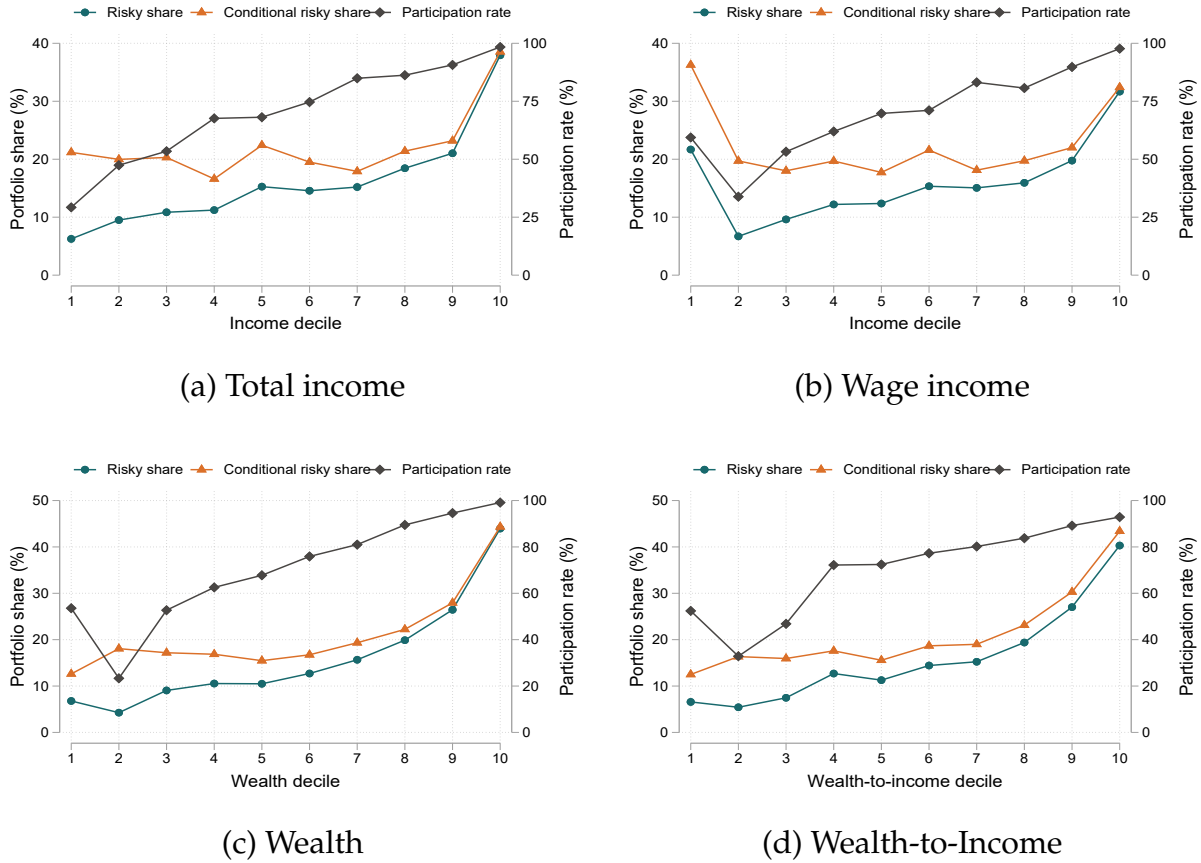 Risky share Conditional risky share Participation rate
Portfolio share (%)
40
30
20
10
0
Participation rate (%)
100
75
50
25
0
1 2 3 4 5 6 7 8 9 10
Income decile
(a) Total income
Risky share Conditional risky share Participation rate
Portfolio share (%)
40
30
20
10
0
Participation rate (%)
100
75
50
25
0
1 2 3 4 5 6 7 8 9 10
Income decile
(b) Wage income
Risky share Conditional risky share Participation rate
Portfolio share (%)
50
40
30
20
10
0
Participation rate (%)
100
80
60
40
20
0
1 2 3 4 5 6 7 8 9 10
Wealth decile
(c) Wealth
Risky share Conditional risky share Participation rate
Portfolio share (%)
50
40
30
20
10
0
Participation rate (%)
100
80
60
40
20
0
1 2 3 4 5 6 7 8 9 10
Wealth-to-income decile
(d) Wealth-to-Income